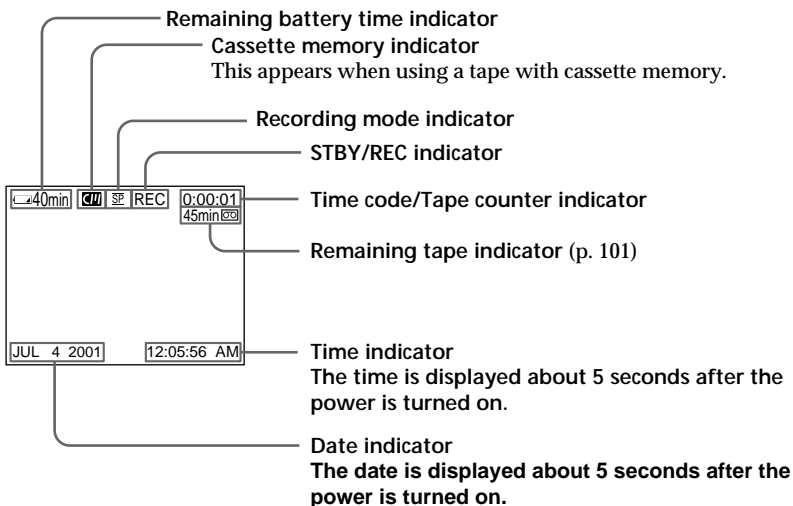 Remaining battery time indicator
Cassette memory indicator
This appears when using a tape with cassette memory.
Recording mode indicator
STBY/REC indicator
40min CM SP REC 0:00:01
Time code/Tape counter indicator
45min
Remaining tape indicator (p. 101)
JUL 4 2001 12:05:56 AM
Time indicator
The time is displayed about 5 seconds after the
power is turned on.
Date indicator
The date is displayed about 5 seconds after the
power is turned on.